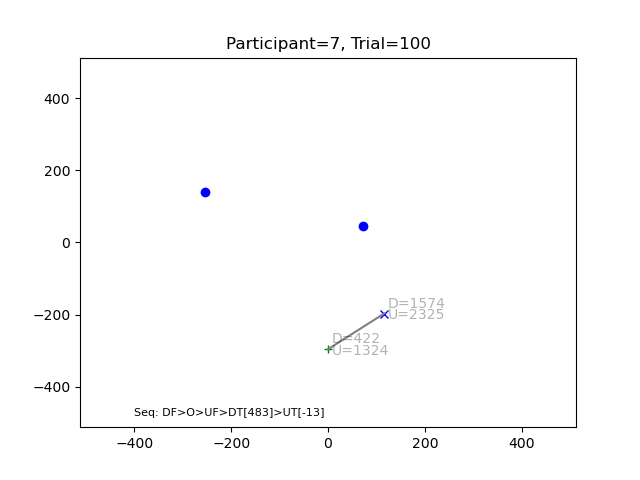 Participant=7, Trial=100
400
200
0
−200
−400
D=1574
U=2325
D=422
U=1324
Seq: DF>O>UF>DT[483]>UT[-13]
−400
−200
0
200
400